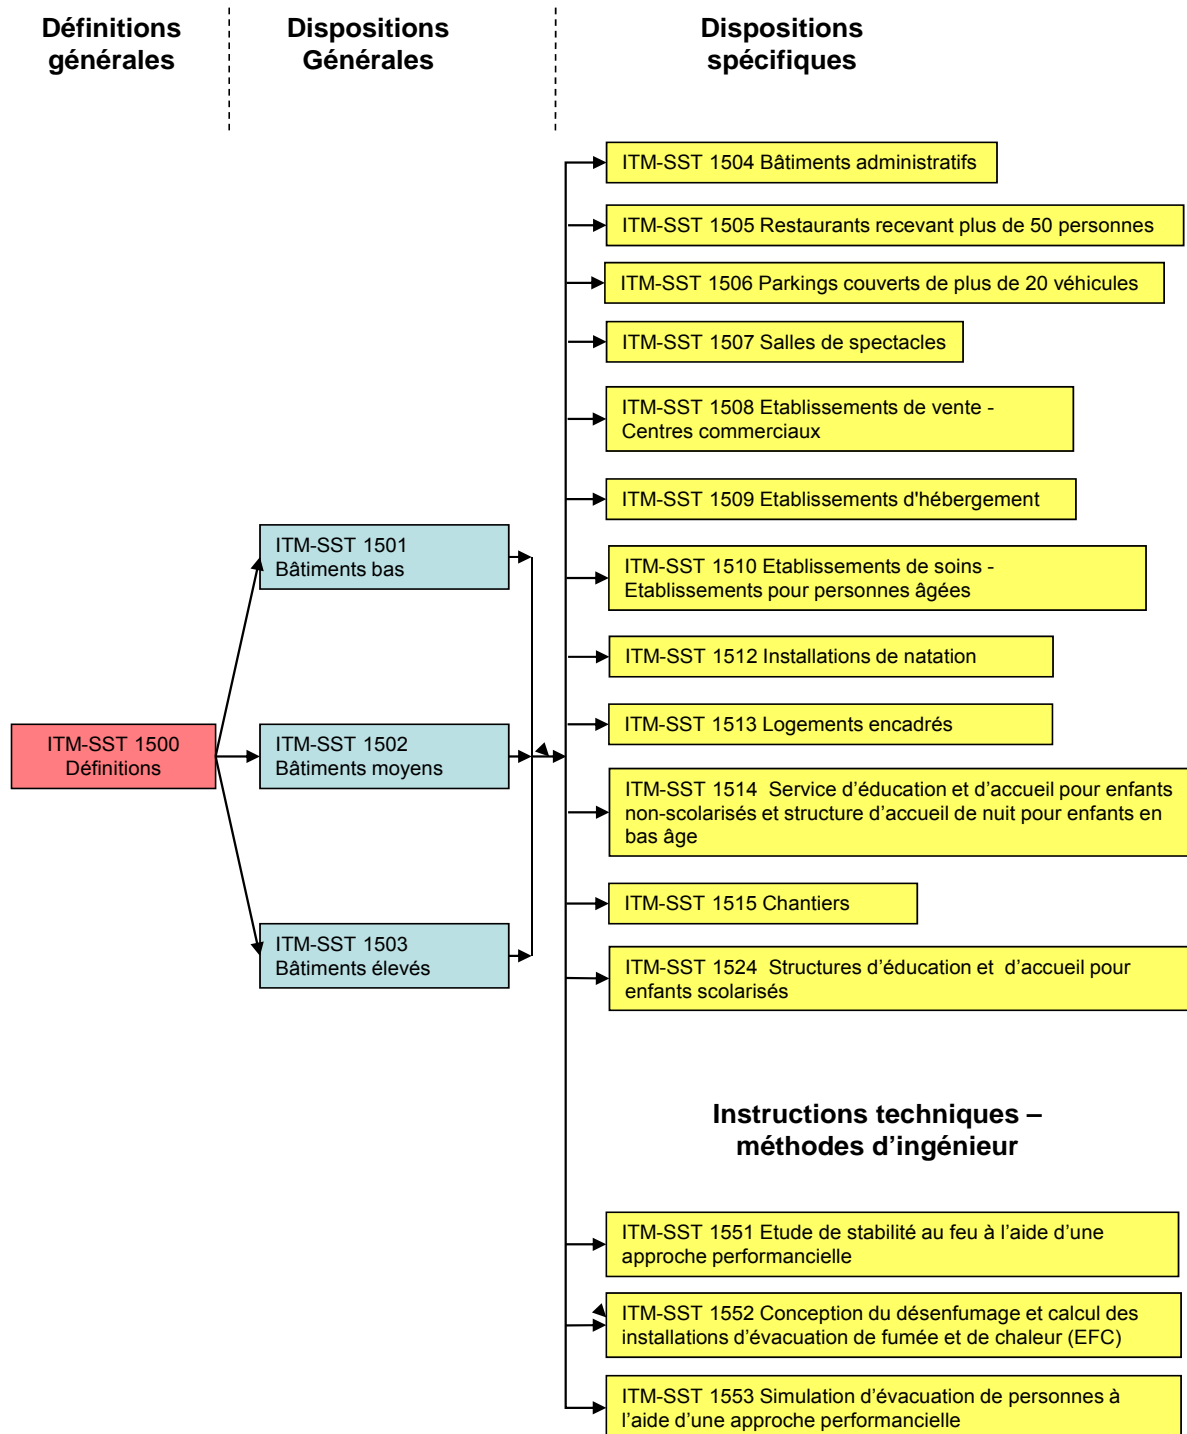 Définitions
générales
Dispositions
Générales
Dispositions
spécifiques
ITM-SST 1500
Définitions
ITM-SST 1501
Bâtiments bas
ITM-SST 1502
Bâtiments moyens
ITM-SST 1503
Bâtiments élevés
ITM-SST 1504 Bâtiments administratifs
ITM-SST 1505 Restaurants recevant plus de 50 personnes
ITM-SST 1506 Parkings couverts de plus de 20 véhicules
ITM-SST 1507 Salles de spectacles
ITM-SST 1508 Etablissements de vente -
Centres commerciaux
ITM-SST 1509 Etablissements d'hébergement
ITM-SST 1510 Etablissements de soins -
Etablissements pour personnes âgées
ITM-SST 1512 Installations de natation
ITM-SST 1513 Logements encadrés
ITM-SST 1514  Service d’éducation et d’accueil pour enfants
non-scolarisés et structure d’accueil de nuit pour enfants en
bas âge
ITM-SST 1515 Chantiers
ITM-SST 1524  Structures d’éducation et  d’accueil pour
enfants scolarisés
Instructions techniques –
méthodes d’ingénieur
ITM-SST 1551 Etude de stabilité au feu à l’aide d’une
approche performancielle
ITM-SST 1552 Conception du désenfumage et calcul des
installations d’évacuation de fumée et de chaleur (EFC)
ITM-SST 1553 Simulation d’évacuation de personnes à
l’aide d’une approche performancielle